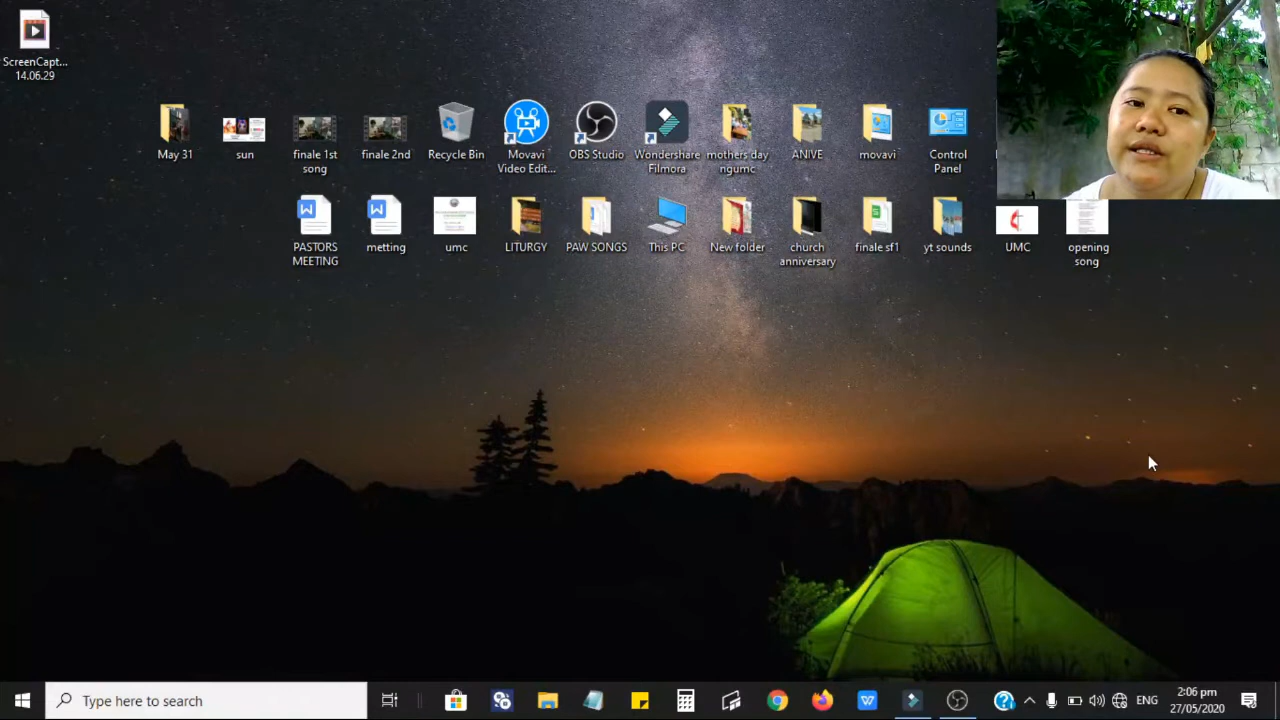 ScreenCapt...
14.06.29
May 31
sun
finale 1st
song
finale 2nd
Recycle Bin
Movavi
Video Edit...
OBS Studio
Wondershare
Filmora
mothers day
ngumc
ANIVE
movavi
Control
Panel
PASTORS
MEETING
metting
umc
LITURGY
PAW SONGS
This PC
New folder
church
anniversary
finale sf1
yt sounds
UMC
opening
song
Type here to search
ENG
2:06 pm
27/05/2020